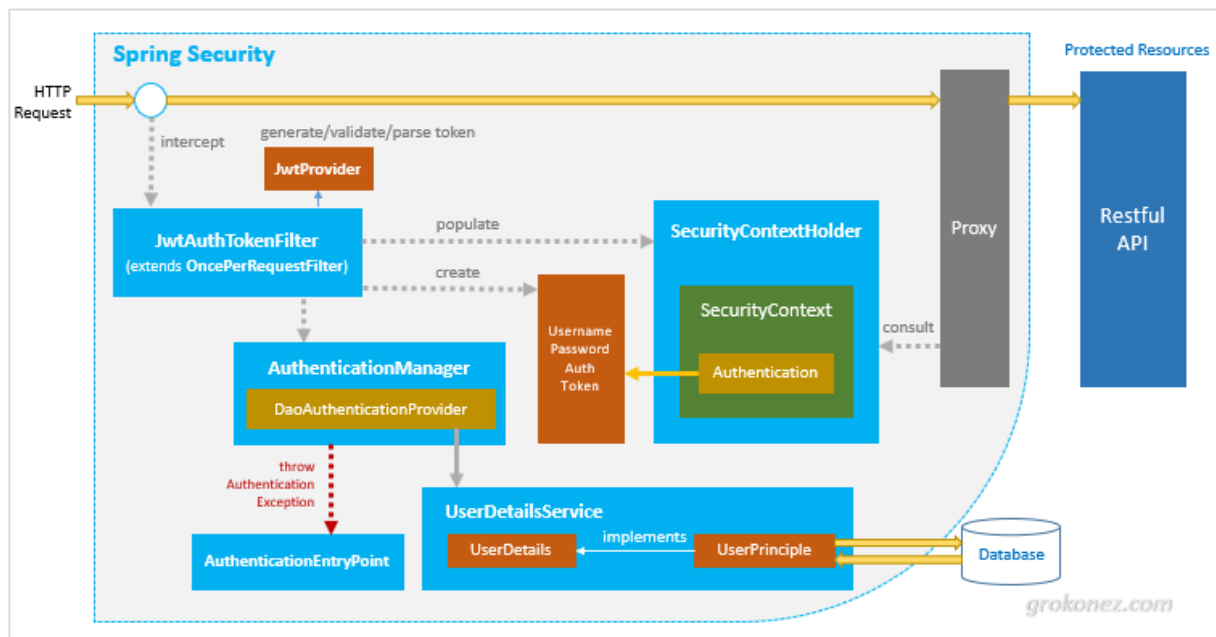 Spring Security
Protected Resources
HTTP
Request
intercept
generate/validate/parse token
JwtProvider
JwtAuthTokenFilter
(extends OncePerRequestFilter)
populate
create
SecurityContextHolder
SecurityContext
Authentication
Username
Password
Auth
Token
consult
Proxy
Restful
API
AuthenticationManager
DaoAuthenticationProvider
throw
Authentication
Exception
AuthenticationEntryPoint
UserDetailsService
UserDetails
implements
UserPrinciple
Database
grokonez.com